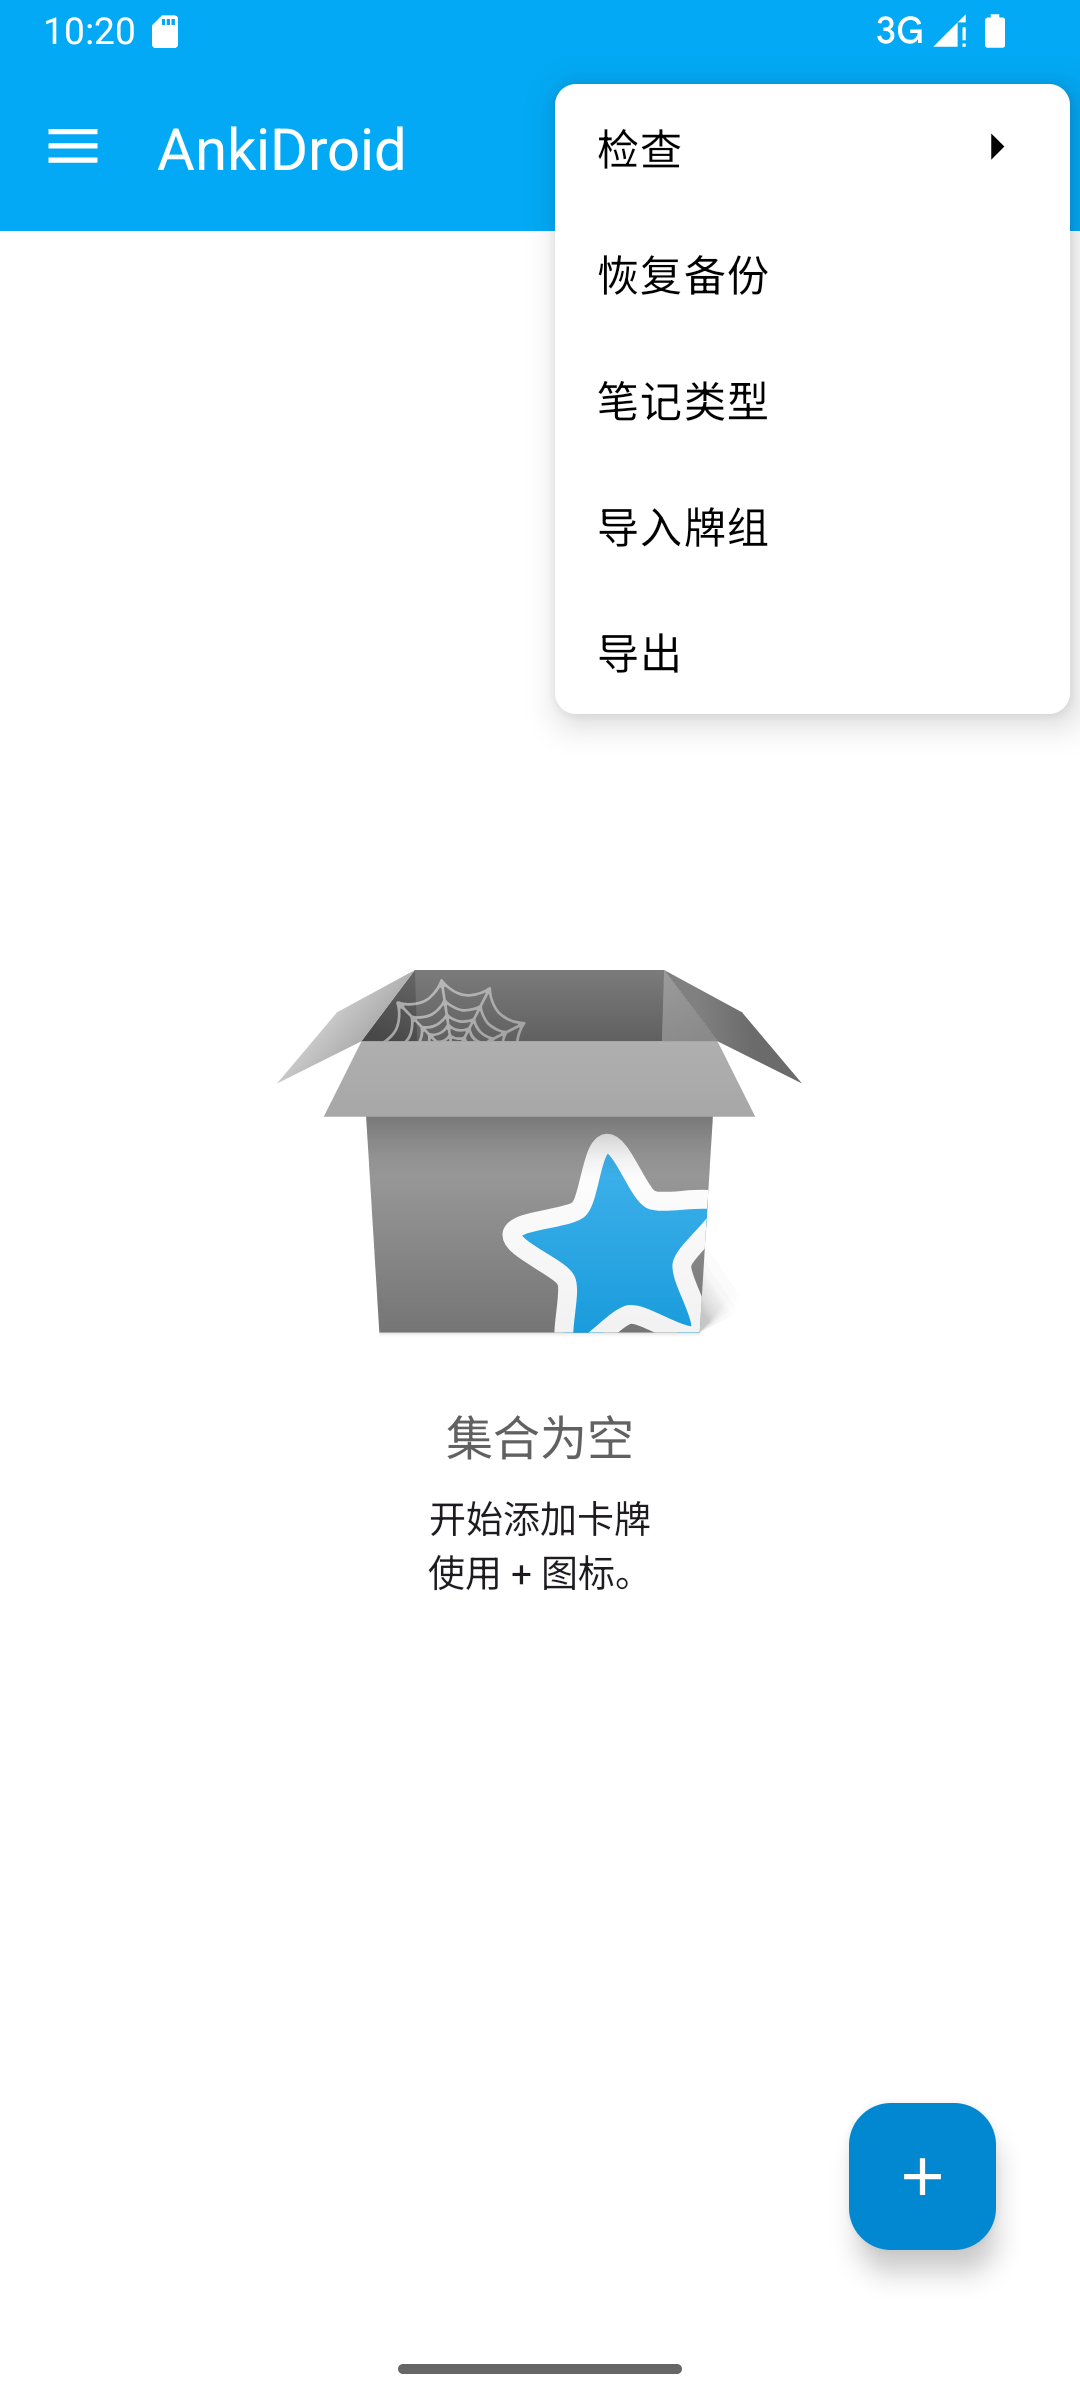 10:20
3G
AnkiDroid
检查
恢复备份
笔记类型
导入牌组
导出
集合为空
开始添加卡牌
使用 + 图标。